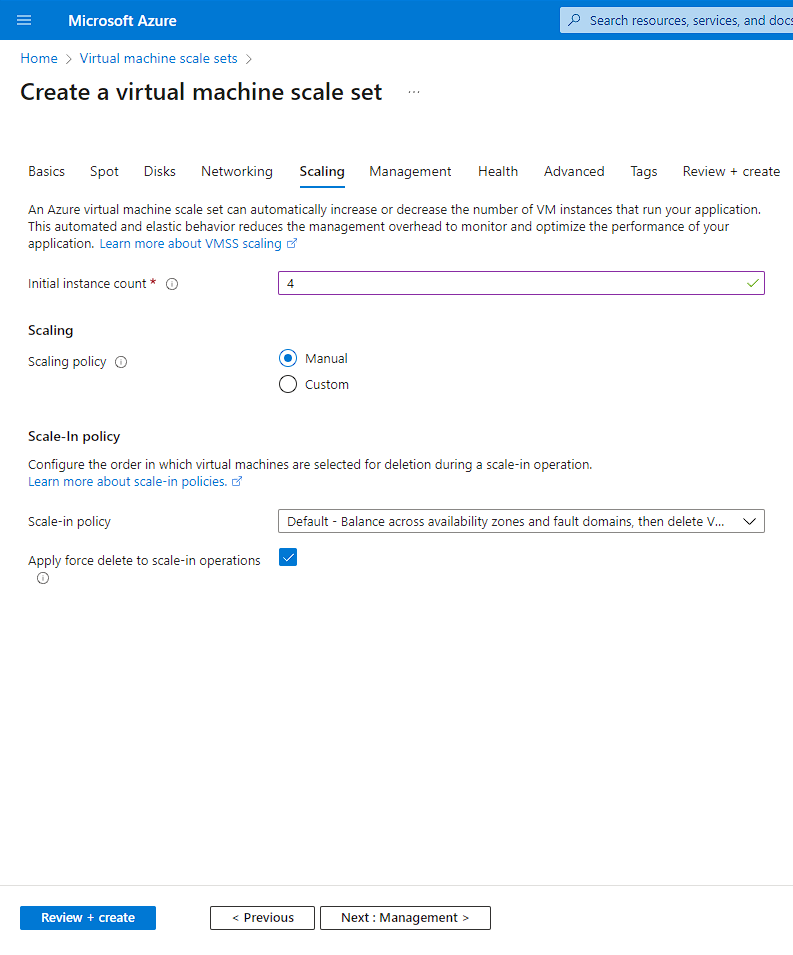 Microsoft Azure
Search resources, services, and docs
Home > Virtual machine scale sets >
Create a virtual machine scale set ...
Basics Spot Disks Networking Scaling Management Health Advanced Tags Review + create
An Azure virtual machine scale set can automatically increase or decrease the number of VM instances that run your application.
This automated and elastic behavior reduces the management overhead to monitor and optimize the performance of your
application. Learn more about VMSS scaling
Initial instance count * 4
Scaling
Scaling policy Manual
Custom
Scale-In policy
Configure the order in which virtual machines are selected for deletion during a scale-in operation.
Learn more about scale-in policies.
Scale-in policy Default - Balance across availability zones and fault domains, then delete V...
Apply force delete to scale-in operations
Review + create < Previous Next : Management >